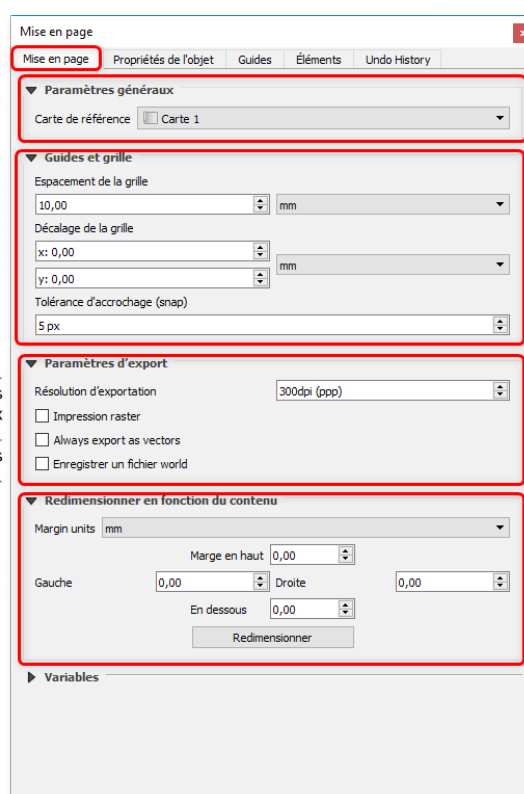 Mise en page
Mise en page Propriétés de l'objet Guides Éléments Undo History
Paramètres généraux
Carte de référence Carte 1
Guides et grille
Espacement de la grille
10,00 mm
Décalage de la grille
x: 0,00
mm
y: 0,00
Tolérance d'accrochage (snap)
5 px
Paramètres d'export
Résolution d'exportation 300dpi (ppp)
Impression raster
Always export as vectors
Enregistrer un fichier world
Redimensionner en fonction du contenu
Margin units mm
Marge en haut 0,00
Gauche 0,00 Droite 0,00
En dessous 0,00
Redimensionner
Variables